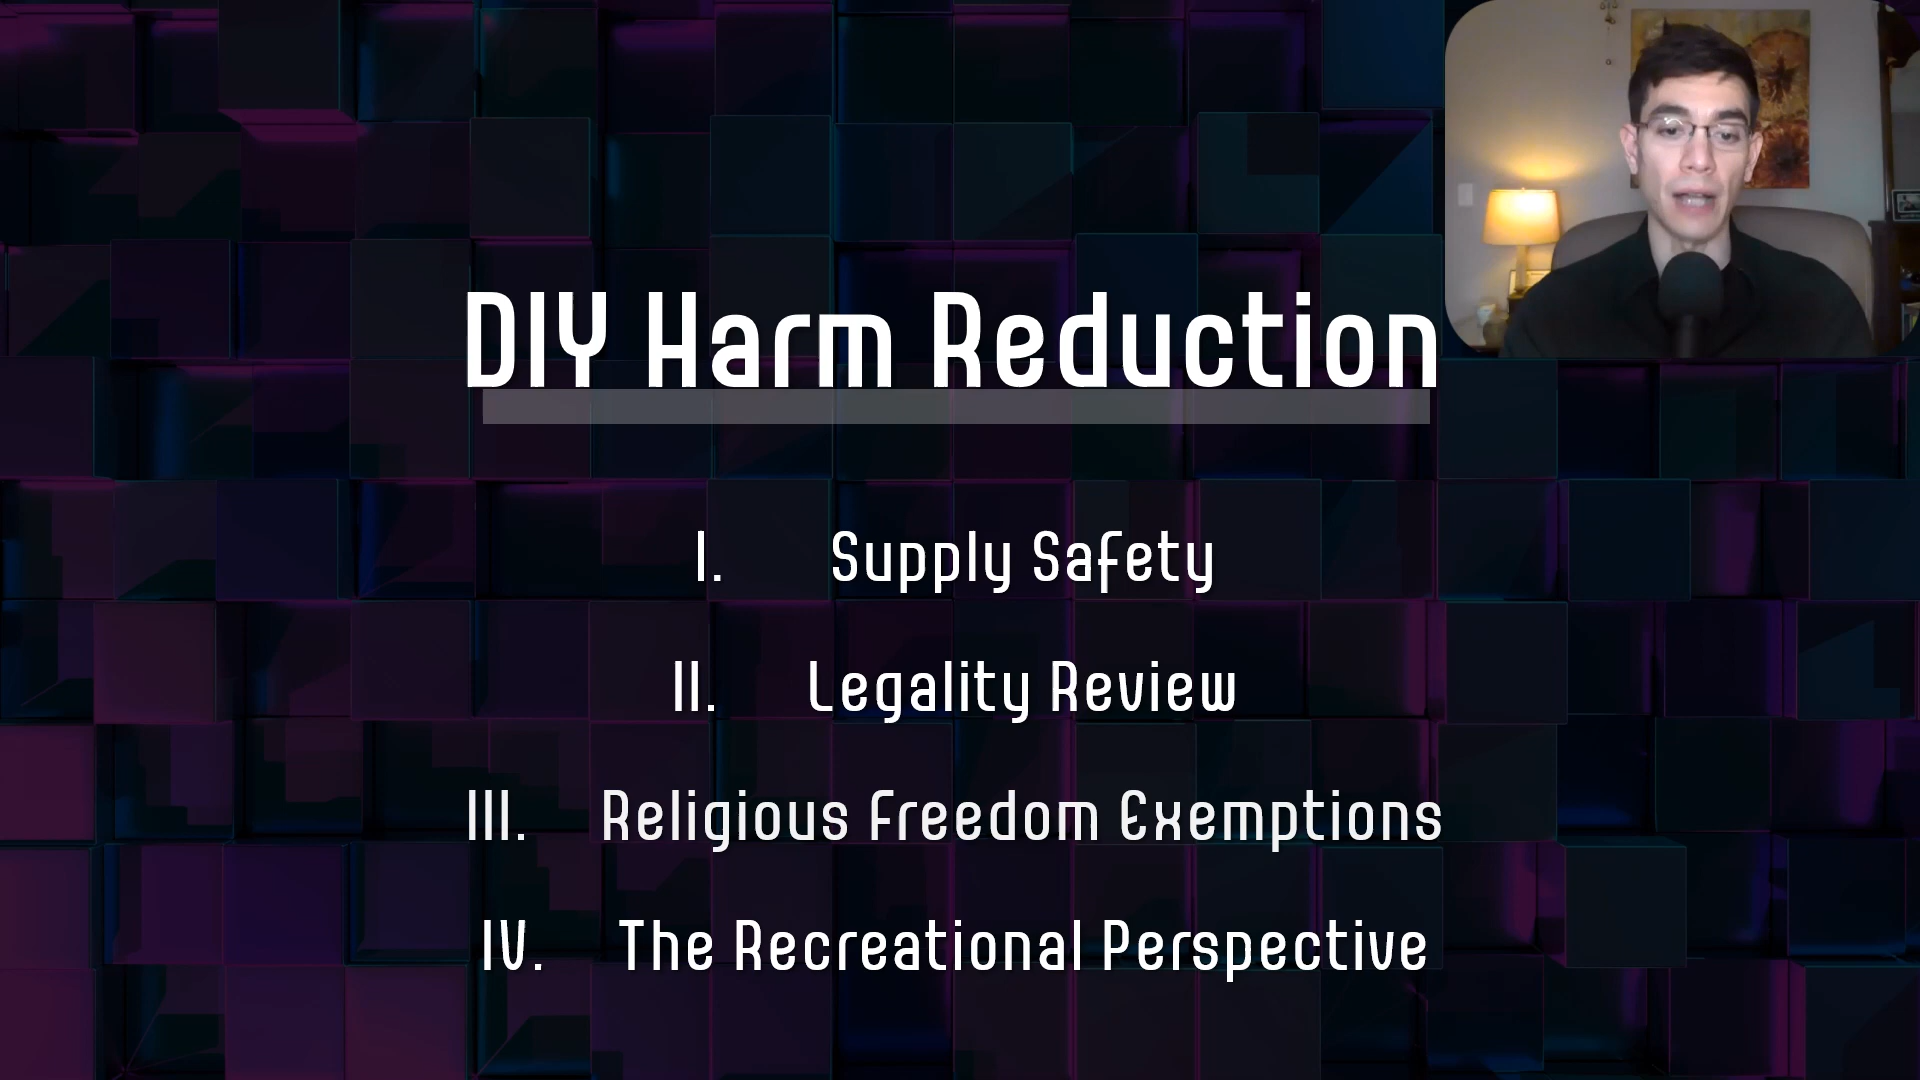 DIY Harm Reduction
I. Supply Safety
II. Legality Review
III. Religious Freedom Exemptions
IV. The Recreational Perspective